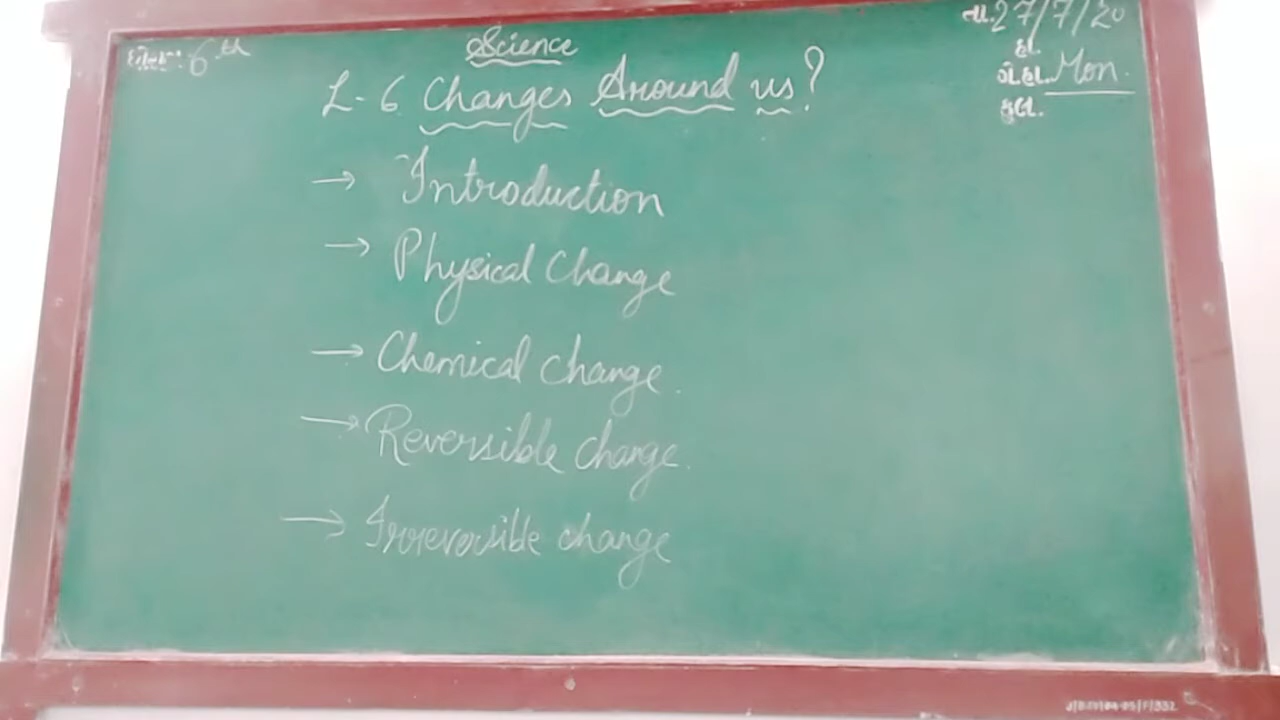 Science
6th
તા. 27/7/20
L-6 Changes Around us?
હા.
ગે.હા. Mon.
કુલ.
→ Introduction
→ Physical Change
→ Chemical change.
→ Reversible change.
→ Irreversible change